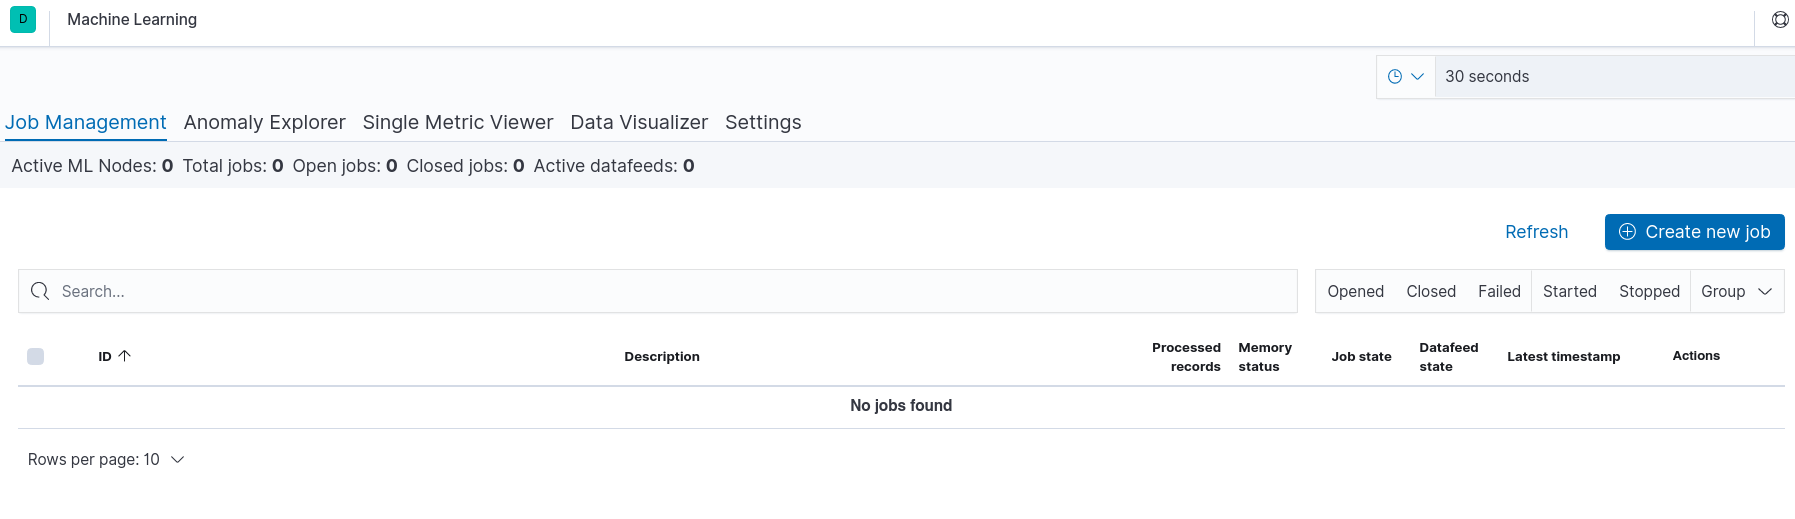 D Machine Learning
30 seconds
Job Management Anomaly Explorer Single Metric Viewer Data Visualizer Settings
Active ML Nodes: 0 Total jobs: 0 Open jobs: 0 Closed jobs: 0 Active datafeeds: 0
Refresh Create new job
Search... Opened Closed Failed Started Stopped Group
ID Description Processed records Memory status Job state Datafeed state Latest timestamp Actions
No jobs found
Rows per page: 10